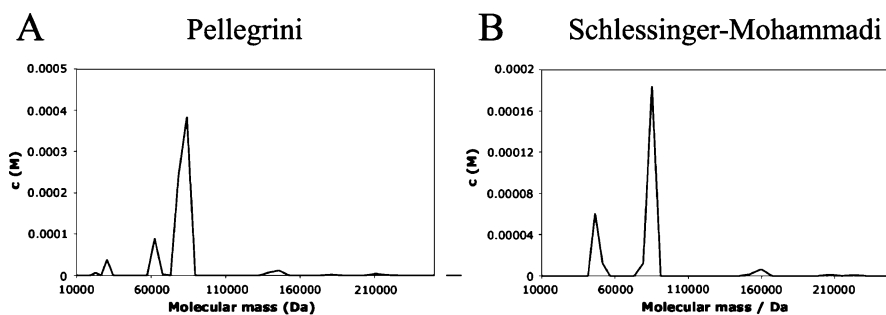 A Pellegrini
0.0005
0.0004
0.0003
0.0002
0.0001
0
c (M)
10000 60000 110000 160000 210000
Molecular mass (Da)
B Schlessinger-Mohammadi
0.0002
0.00016
0.00012
0.00008
0.00004
0
c (M)
10000 60000 110000 160000 210000
Molecular mass / Da